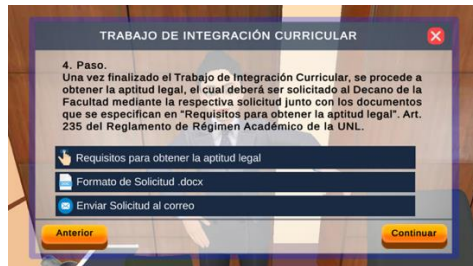 TRABAJO DE INTEGRACIÓN CURRICULAR
4. Paso.
Una vez finalizado el Trabajo de Integración Curricular, se procede a
obtener la aptitud legal, el cual deberá ser solicitado al Decano de la
Facultad mediante la respectiva solicitud junto con los documentos
que se especifican en "Requisitos para obtener la aptitud legal". Art.
235 del Reglamento de Régimen Académico de la UNL.
Requisitos para obtener la aptitud legal
Formato de Solicitud .docx
Enviar Solicitud al correo
Anterior
Continuar